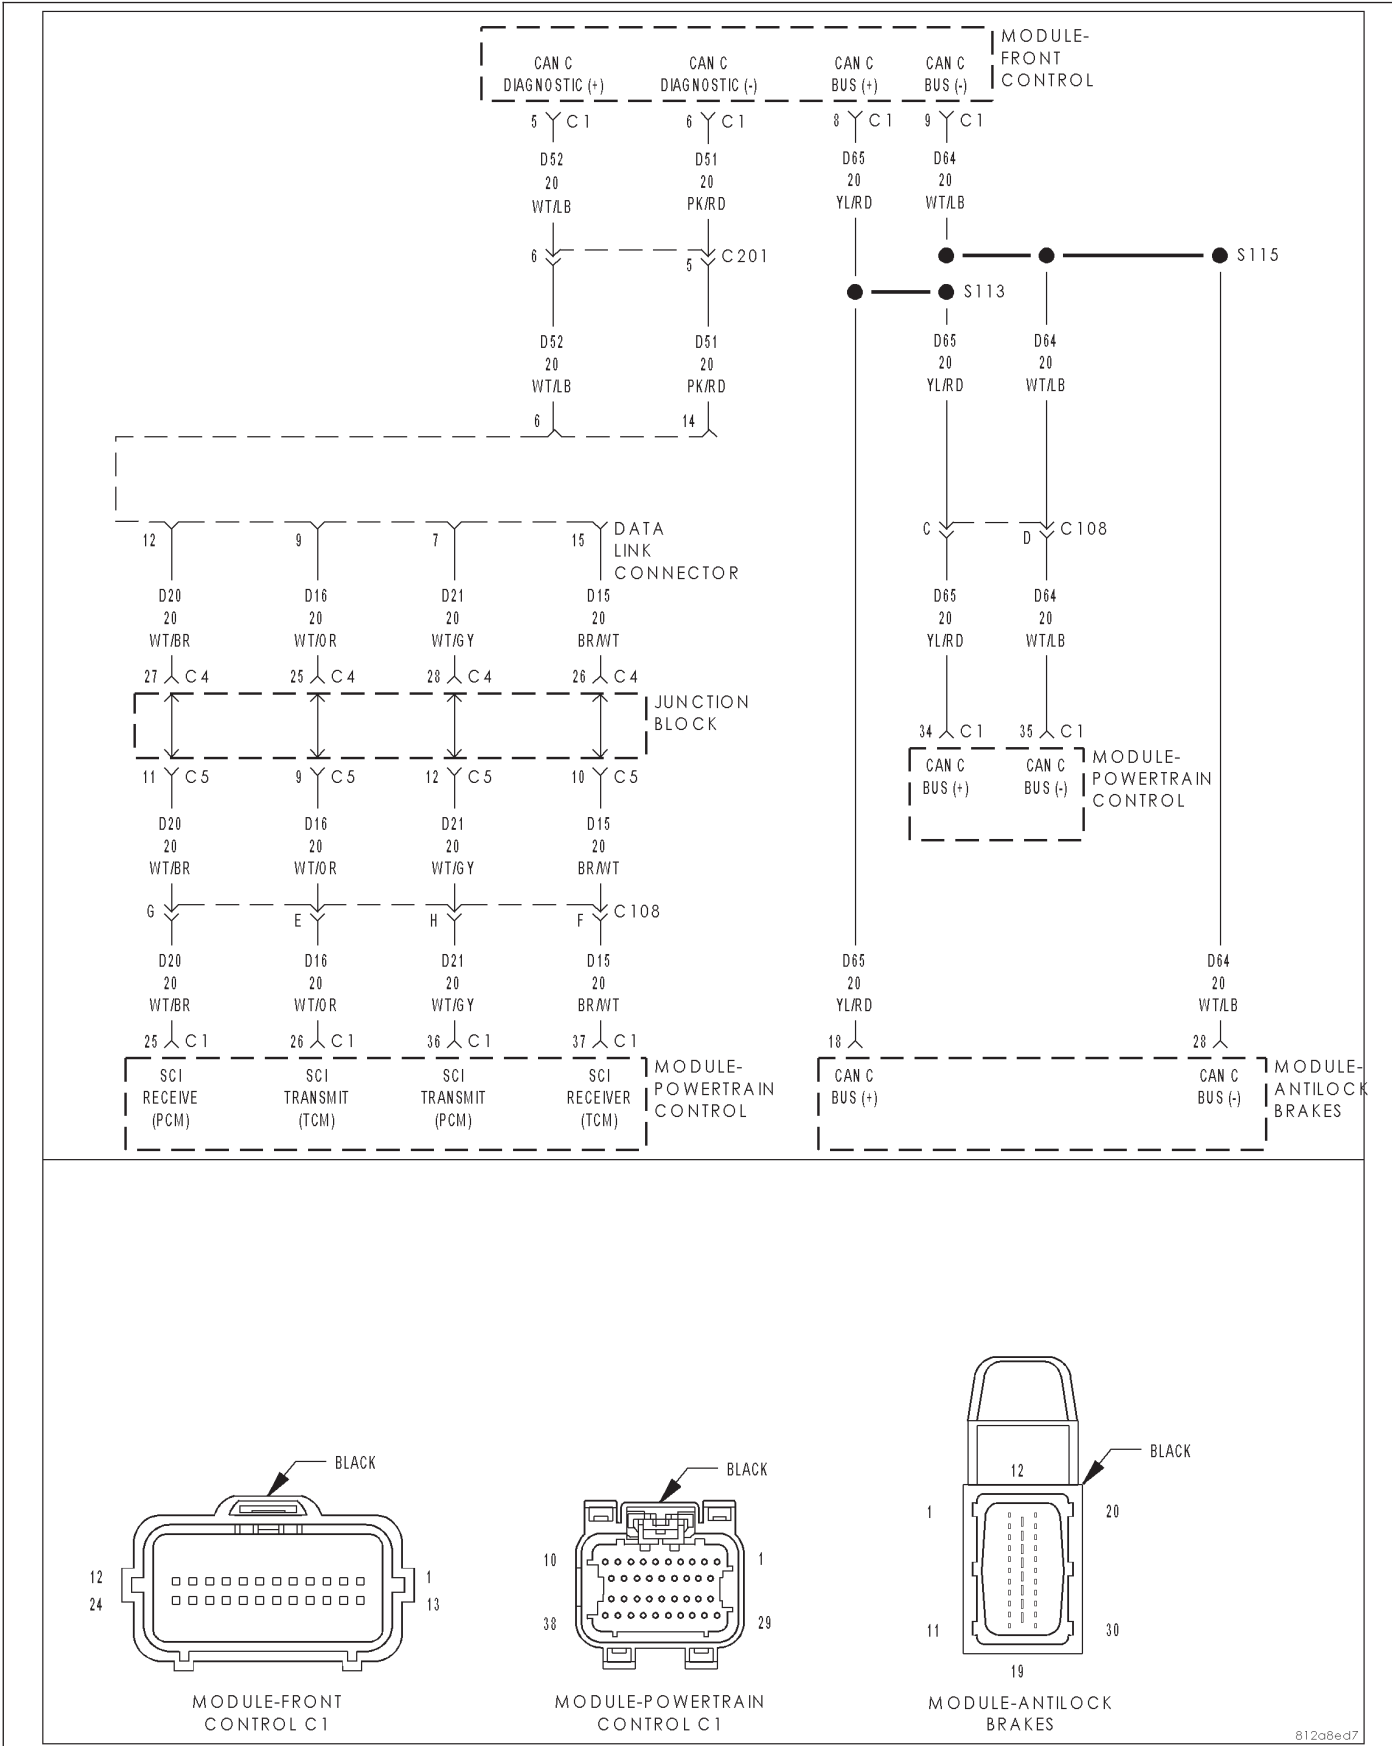 MODULE-
FRONT
CONTROL
CAN C
DIAGNOSTIC (+)
CAN C
DIAGNOSTIC (-)
CAN C
BUS (+)
CAN C
BUS (-)
5 C1
6 C1
8 C1
9 C1
D52
20
WT/LB
D51
20
PK/RD
D65
20
YL/RD
D64
20
WT/LB
6
5
C201
S115
S113
D52
20
WT/LB
D51
20
PK/RD
D65
20
YL/RD
D64
20
WT/LB
6
14
12
9
7
15
DATA
LINK
CONNECTOR
C
D
C108
D20
20
WT/BR
D16
20
WT/OR
D21
20
WT/GY
D15
20
BR/WT
D65
20
YL/RD
D64
20
WT/LB
27 C4
25 C4
28 C4
26 C4
JUNCTION
BLOCK
34 C1
35 C1
CAN C
BUS (+)
CAN C
BUS (-)
MODULE-
POWERTRAIN
CONTROL
11 C5
9 C5
12 C5
10 C5
D20
20
WT/BR
D16
20
WT/OR
D21
20
WT/GY
D15
20
BR/WT
G
E
H
F
C108
D20
20
WT/BR
D16
20
WT/OR
D21
20
WT/GY
D15
20
BR/WT
D65
20
YL/RD
D64
20
WT/LB
25 C1
26 C1
36 C1
37 C1
18
28
SCI
RECEIVE
(PCM)
SCI
TRANSMIT
(TCM)
SCI
TRANSMIT
(PCM)
SCI
RECEIVER
(TCM)
MODULE-
POWERTRAIN
CONTROL
CAN C
BUS (+)
CAN C
BUS (-)
MODULE-
ANTILOCK
BRAKES
BLACK
12
24
1
13
MODULE-FRONT
CONTROL C1
BLACK
10
1
38
29
MODULE-POWERTRAIN
CONTROL C1
BLACK
12
1
20
11
30
19
MODULE-ANTILOCK
BRAKES
812a8ed7